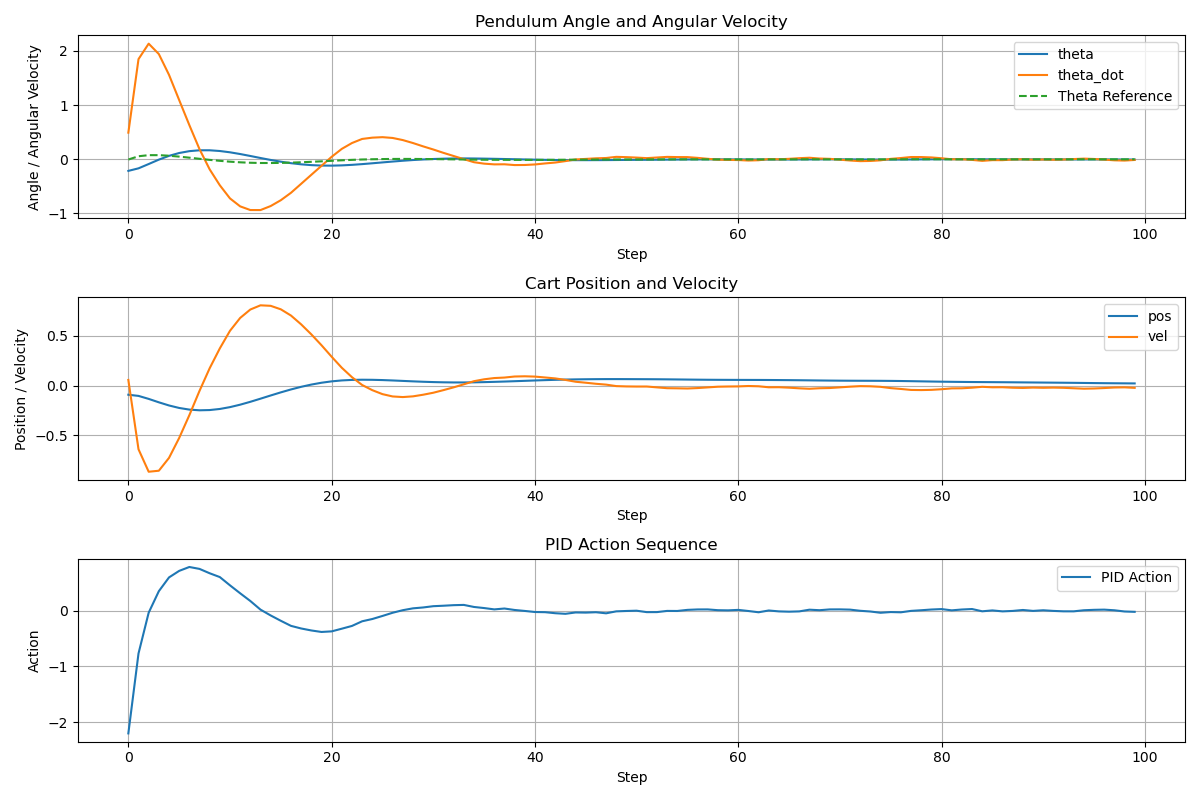 Pendulum Angle and Angular Velocity
Angle / Angular Velocity
2
1
0
−1
theta
theta_dot
Theta Reference
0 20 40 60 80 100
Step
Cart Position and Velocity
Position / Velocity
0.5
0.0
−0.5
pos
vel
0 20 40 60 80 100
Step
PID Action Sequence
Action
0
−1
−2
PID Action
0 20 40 60 80 100
Step